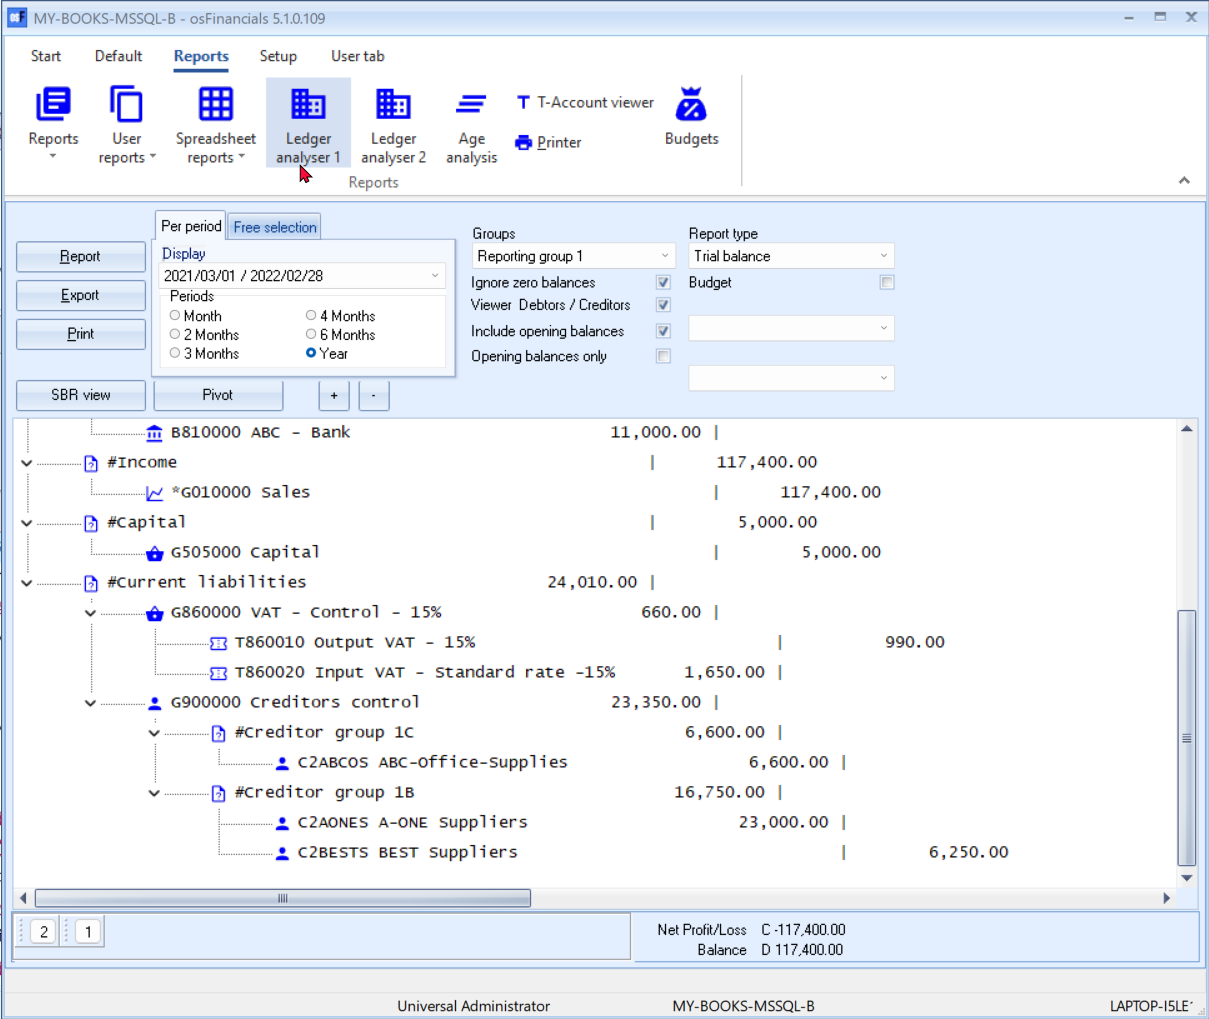 MY-BOOKS-MSSQL-B - osFinancials 5.1.0.109
Start Default Reports Setup User tab
Reports
User reports
Spreadsheet reports
Ledger analyser 1
Ledger analyser 2
Age analysis
T-Account viewer
Printer
Budgets
Reports
Report
Export
Print
Per period Free selection
Display
2021/03/01 / 2022/02/28
Periods
Month 4 Months
2 Months 6 Months
3 Months Year
Groups
Reporting group 1
Ignore zero balances
Viewer Debtors / Creditors
Include opening balances
Opening balances only
Report type
Trial balance
Budget
SBR view Pivot + -
B810000 ABC - Bank 11,000.00 |
#Income | 117,400.00
*G010000 Sales | 117,400.00
#Capital | 5,000.00
G505000 Capital | 5,000.00
#Current liabilities 24,010.00 |
G860000 VAT - Control - 15% 660.00 |
T860010 Output VAT - 15% | 990.00
T860020 Input VAT - Standard rate -15% 1,650.00 |
G900000 Creditors control 23,350.00 |
#Creditor group 1C 6,600.00 |
C2ABCOS ABC-Office-Supplies 6,600.00 |
#Creditor group 1B 16,750.00 |
C2AONES A-ONE Suppliers 23,000.00 |
C2BESTS BEST Suppliers | 6,250.00
2 1
Net Profit/Loss C -117,400.00
Balance D 117,400.00
Universal Administrator MY-BOOKS-MSSQL-B LAPTOP-I5LE